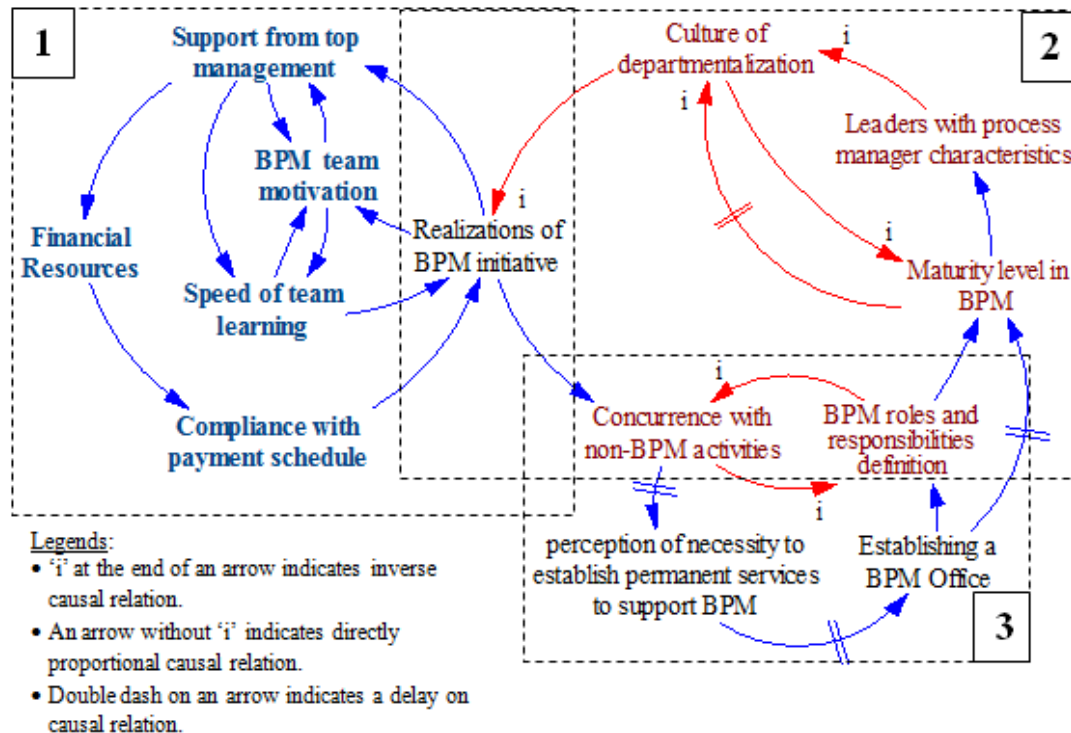 1
Support from top
management
BPM team
motivation
Financial
Resources
Speed of team
learning
Compliance with
payment schedule
i
Realizations of
BPM initiative
2
Culture of
departmentalization
i
i
Leaders with process
manager characteristics
i
Maturity level in
BPM
i
Concurrence with
non-BPM activities
BPM roles and
responsibilities
definition
i
perception of necessity to
establish permanent services
to support BPM
Establishing a
BPM Office
3
Legends:
• ‘i’ at the end of an arrow indicates inverse
causal relation.
• An arrow without ‘i’ indicates directly
proportional causal relation.
• Double dash on an arrow indicates a delay on
causal relation.